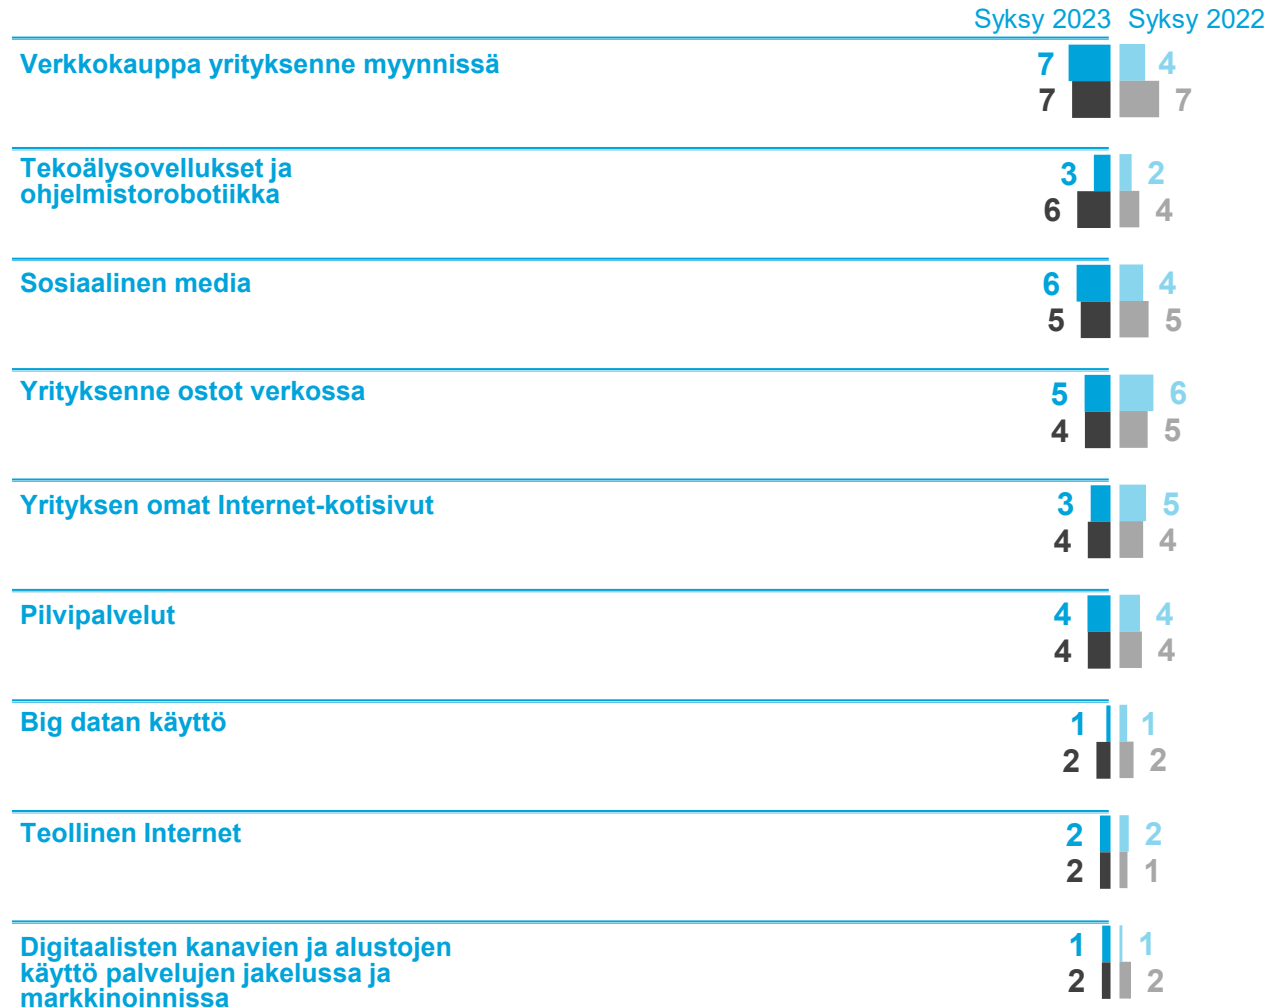 Syksy 2023 Syksy 2022
Verkkokauppa yrityksenne myynnissä
7 4
7 7
Tekoälysovellukset ja
ohjelmistorobotiikka
3 2
6 4
Sosiaalinen media
6 4
5 5
Yrityksenne ostot verkossa
5 6
4 5
Yrityksen omat Internet-kotisivut
3 5
4 4
Pilvipalvelut
4 4
4 4
Big datan käyttö
1 1
2 2
Teollinen Internet
2 2
2 1
Digitaalisten kanavien ja alustojen
käyttö palvelujen jakelussa ja
markkinoinnissa
1 1
2 2